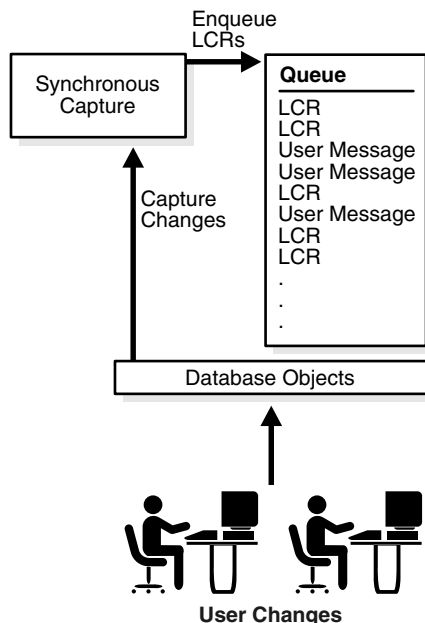 Enqueue
LCRs
Synchronous
Capture
Queue
LCR
LCR
User Message
User Message
LCR
User Message
LCR
LCR
.
.
.
Capture
Changes
Database Objects
User Changes